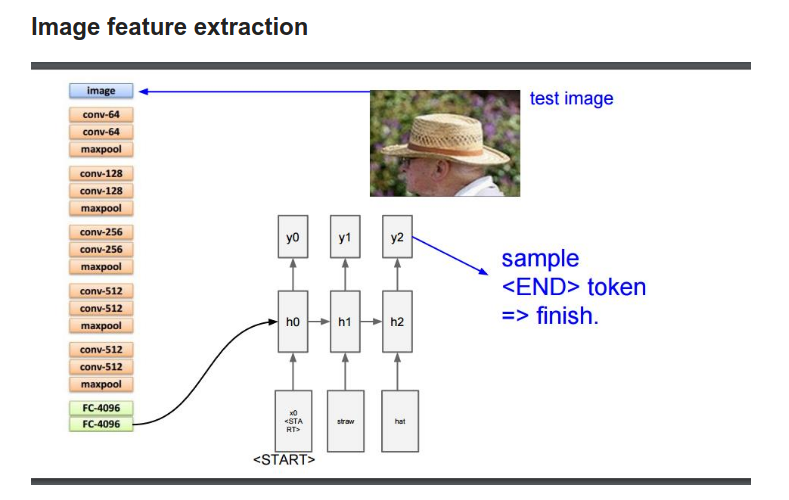 Image feature extraction
image
test image
conv-64
conv-64
maxpool
conv-128
conv-128
maxpool
conv-256
conv-256
maxpool
conv-512
conv-512
maxpool
conv-512
conv-512
maxpool
FC-4096
FC-4096
y0
y1
y2
sample
<END> token
=> finish.
h0
h1
h2
x0
<STA
RT>
straw
hat
<START>